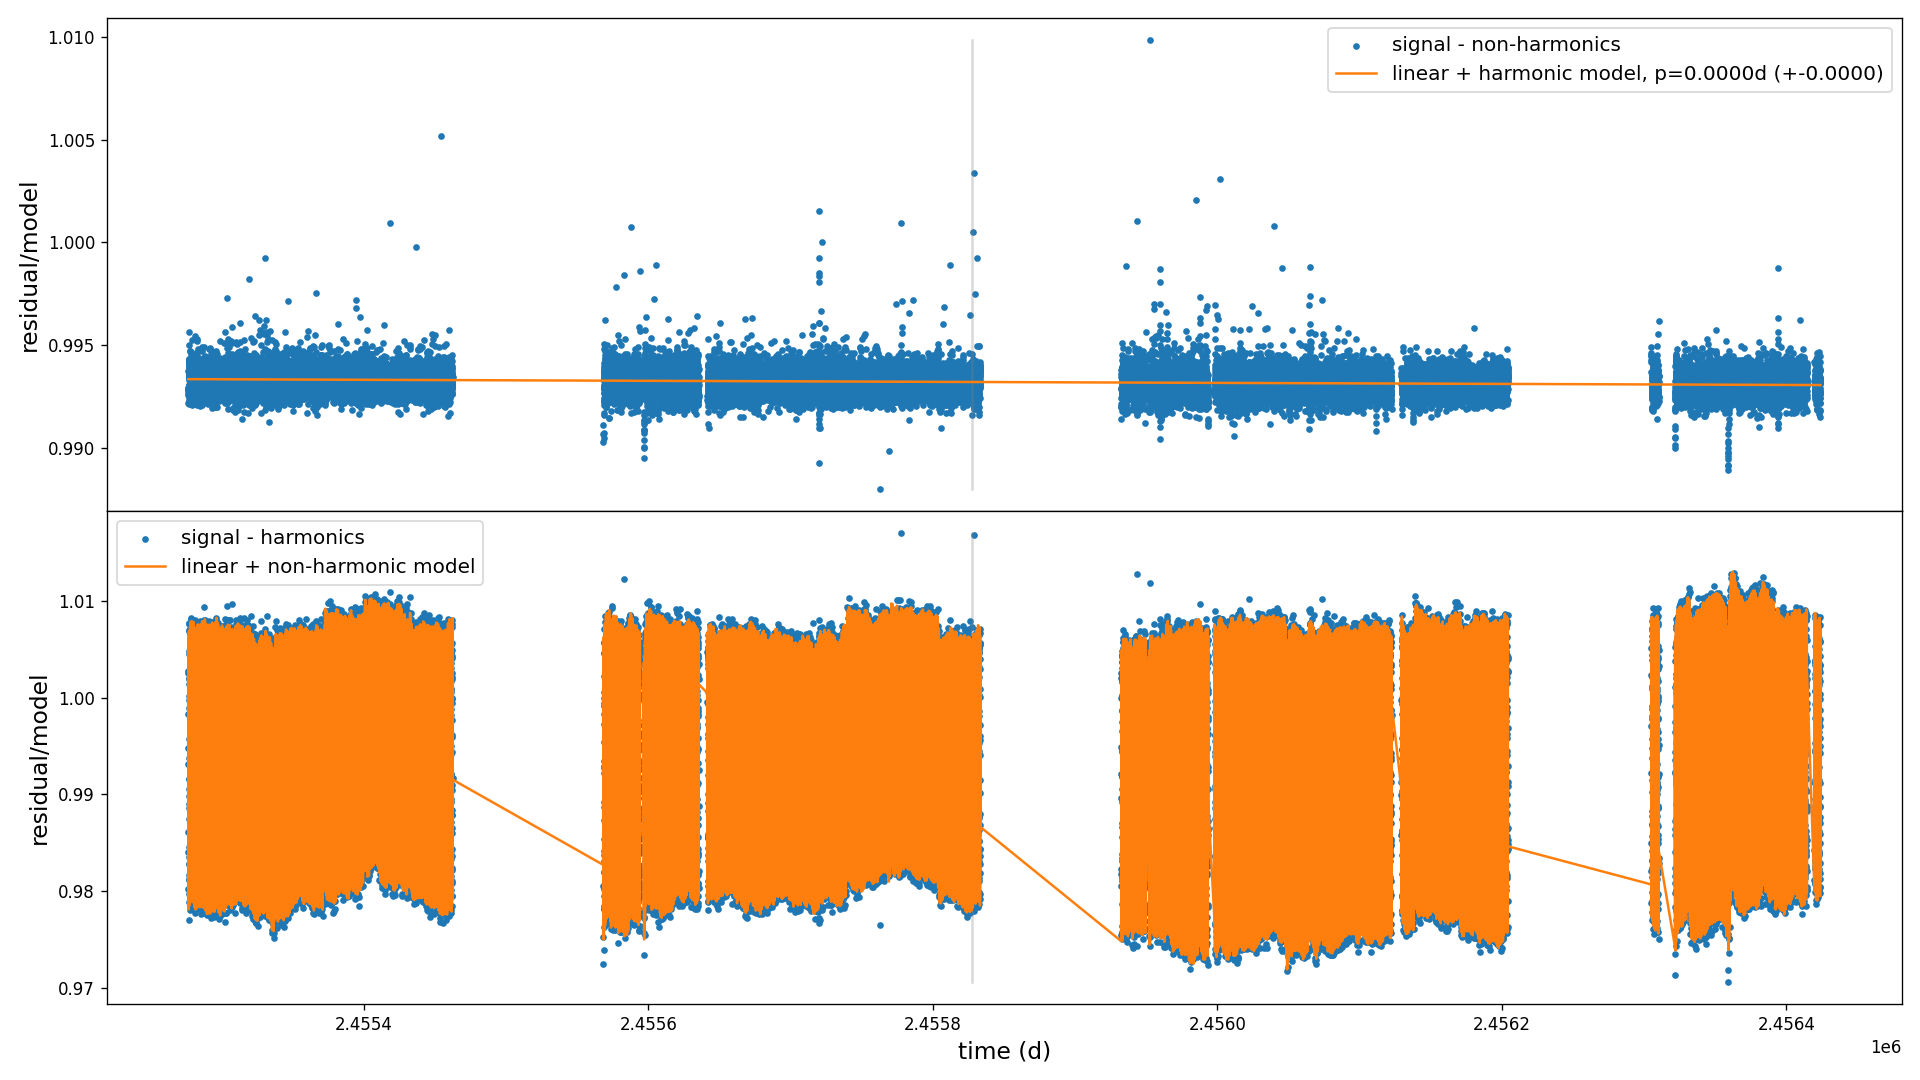 1.010
1.005
1.000
0.995
0.990
residual/model
signal - non-harmonics
linear + harmonic model, p=0.0000d (+-0.0000)
signal - harmonics
linear + non-harmonic model
1.01
1.00
0.99
0.98
0.97
residual/model
2.4554
2.4556
2.4558
2.4560
2.4562
2.4564
1e6
time (d)